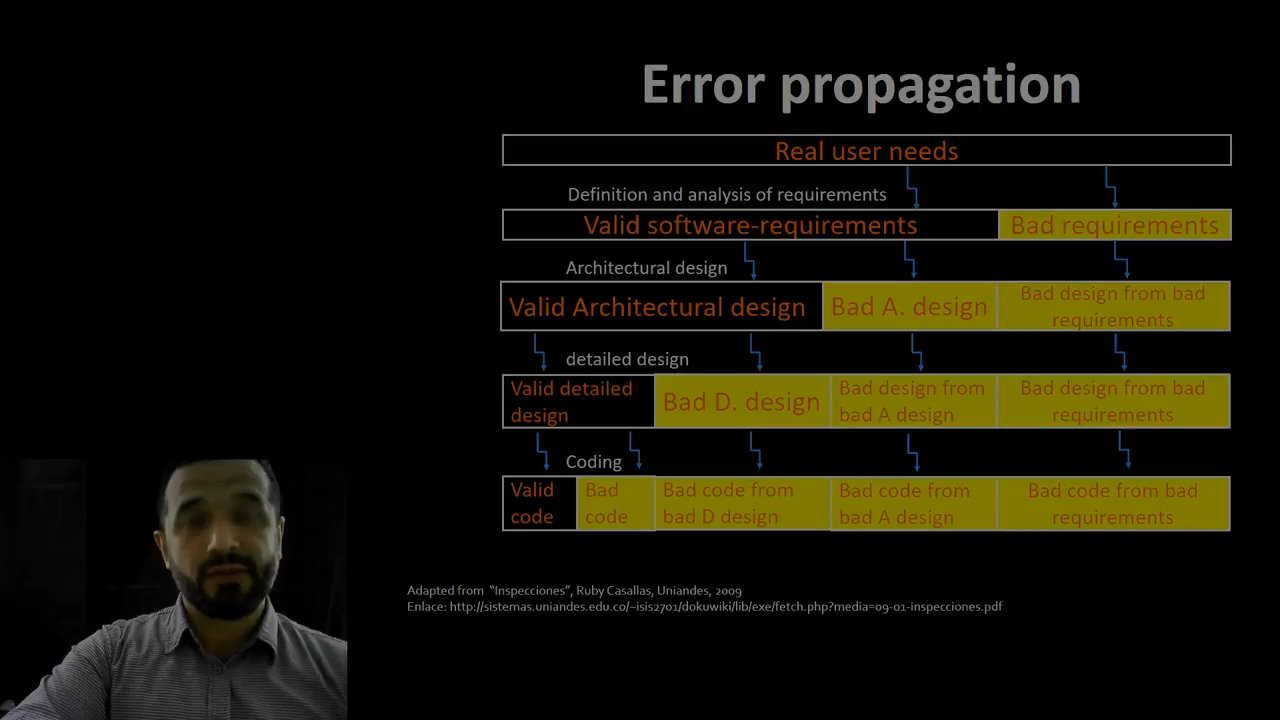 Error propagation
Real user needs
Definition and analysis of requirements
Valid software-requirements
Bad requirements
Architectural design
Valid Architectural design
Bad A. design
Bad design from bad
requirements
detailed design
Valid detailed
design
Bad D. design
Bad design from
bad A design
Bad design from bad
requirements
Coding
Valid
code
Bad
code
Bad code from
bad D design
Bad code from
bad A design
Bad code from bad
requirements
Adapted from "Inspecciones", Ruby Casallas, Uniandes, 2009
Enlace: http://sistemas.uniandes.edu.co/~isis2701/dokuwiki/lib/exe/fetch.php?media=09-01-inspecciones.pdf